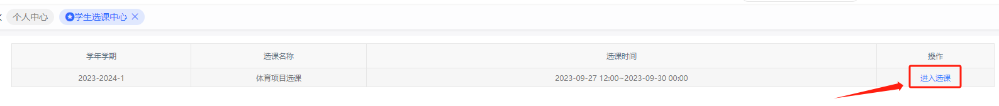 个人中心 学生选课中心
学年学期 选课名称 选课时间 操作
2023-2024-1 体育项目选课 2023-09-27 12:00~2023-09-30 00:00 进入选课